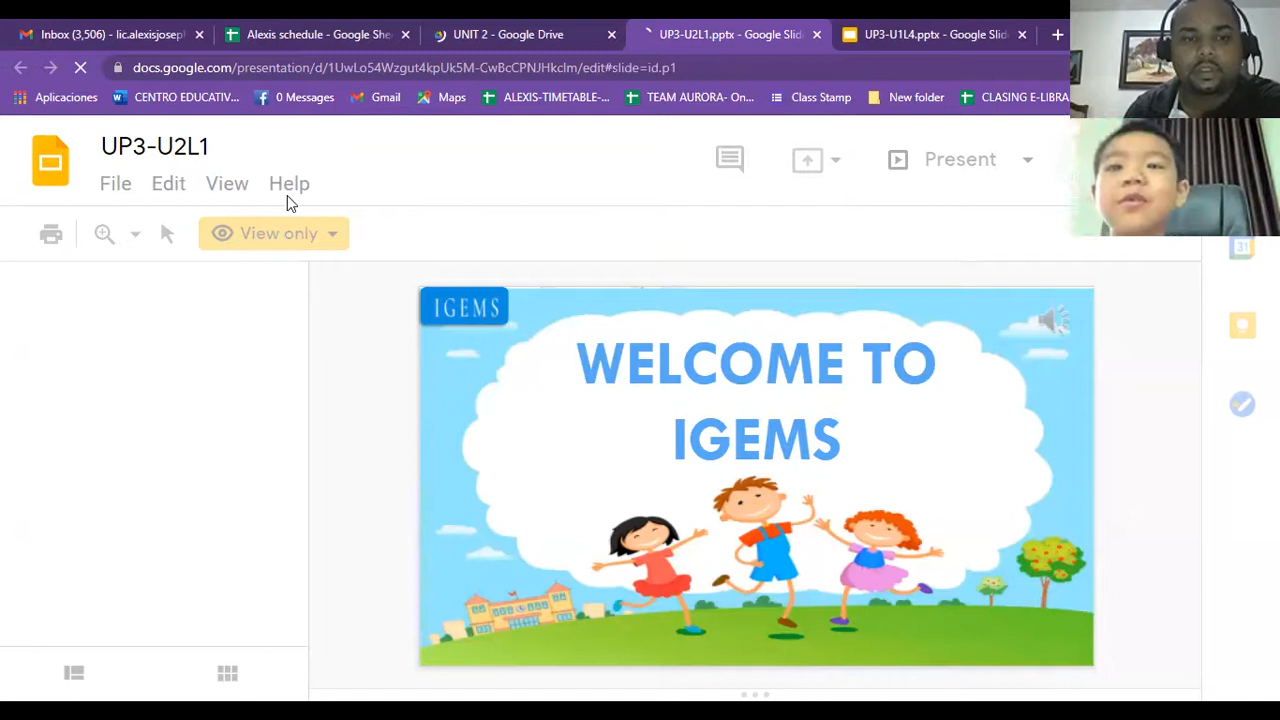 Inbox (3,506) - lic.alexisjoseph
Alexis schedule - Google She
UNIT 2 - Google Drive
UP3-U2L1.pptx - Google Slid
UP3-U1L4.pptx - Google Slid
docs.google.com/presentation/d/1UwLo54Wzgut4kpUk5M-CwBcCPNJHkclm/edit#slide=id.p1
Aplicaciones
CENTRO EDUCATIV...
0 Messages
Gmail
Maps
ALEXIS-TIMETABLE-...
TEAM AURORA- On...
Class Stamp
New folder
CLASING E-LIBRA
UP3-U2L1
File Edit View Help
Present
View only
31
IGEMS
WELCOME TO
IGEMS